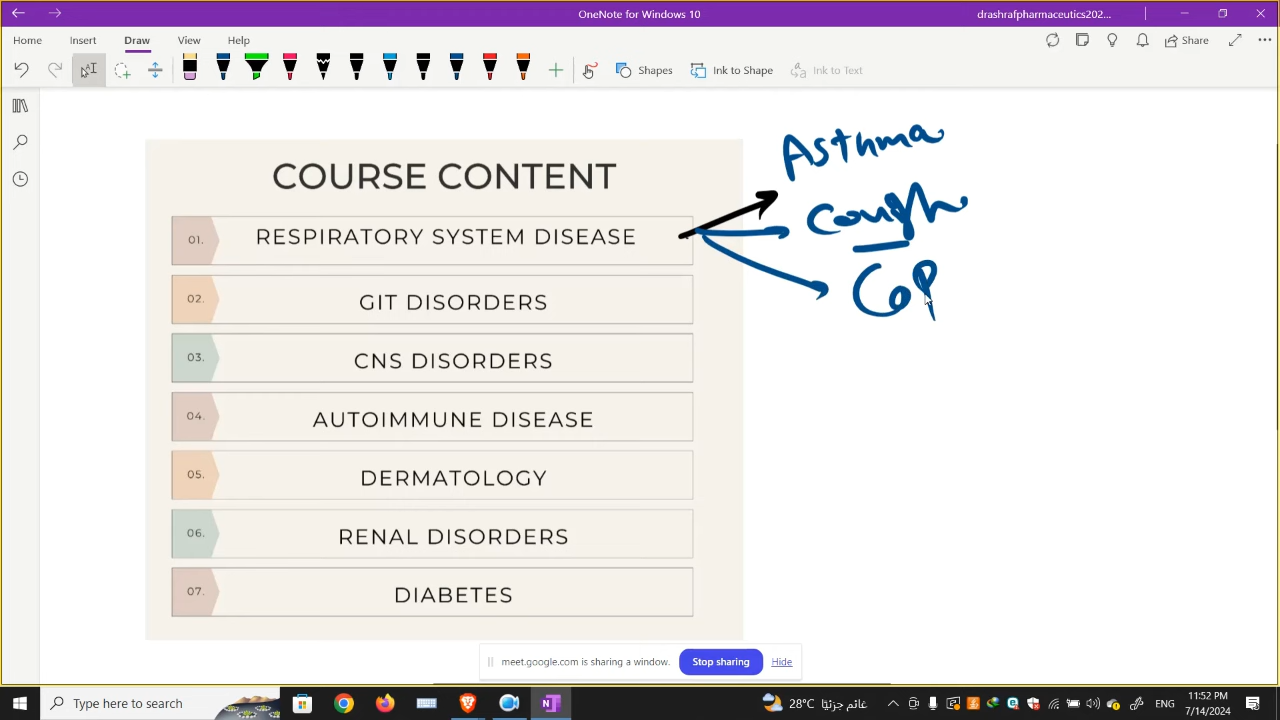 OneNote for Windows 10
drashrafpharmaceutics202...
Home Insert Draw View Help
Share
Shapes Ink to Shape Ink to Text
COURSE CONTENT
01. RESPIRATORY SYSTEM DISEASE
02. GIT DISORDERS
03. CNS DISORDERS
04. AUTOIMMUNE DISEASE
05. DERMATOLOGY
06. RENAL DISORDERS
07. DIABETES
Asthma
Cough
COP
meet.google.com is sharing a window. Stop sharing Hide
Type here to search
28°C غائم جزئيًا
ENG
11:52 PM
7/14/2024